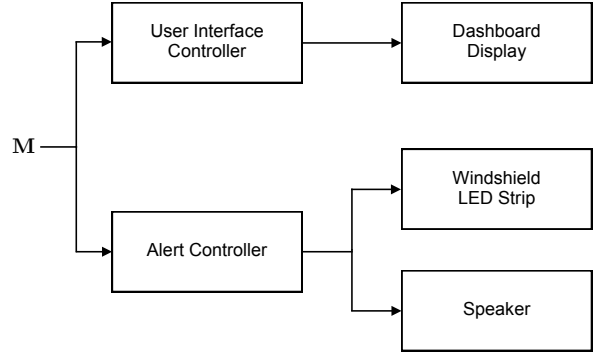 User Interface
Controller
Dashboard
Display
M
Windshield
LED Strip
Alert Controller
Speaker